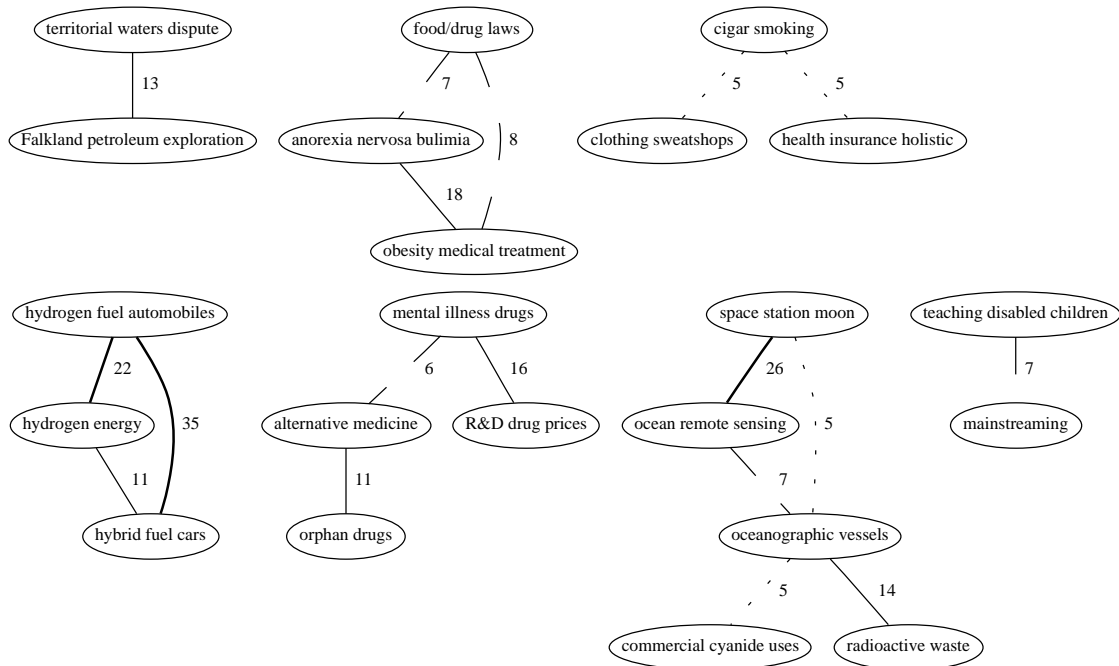 territorial waters dispute
food/drug laws
cigar smoking
13
7
5
5
Falkland petroleum exploration
anorexia nervosa bulimia
8
clothing sweatshops
health insurance holistic
18
obesity medical treatment
hydrogen fuel automobiles
mental illness drugs
space station moon
teaching disabled children
22
6
16
26
7
hydrogen energy
35
alternative medicine
R&D drug prices
ocean remote sensing
5
mainstreaming
11
11
7
hybrid fuel cars
orphan drugs
oceanographic vessels
5
14
commercial cyanide uses
radioactive waste